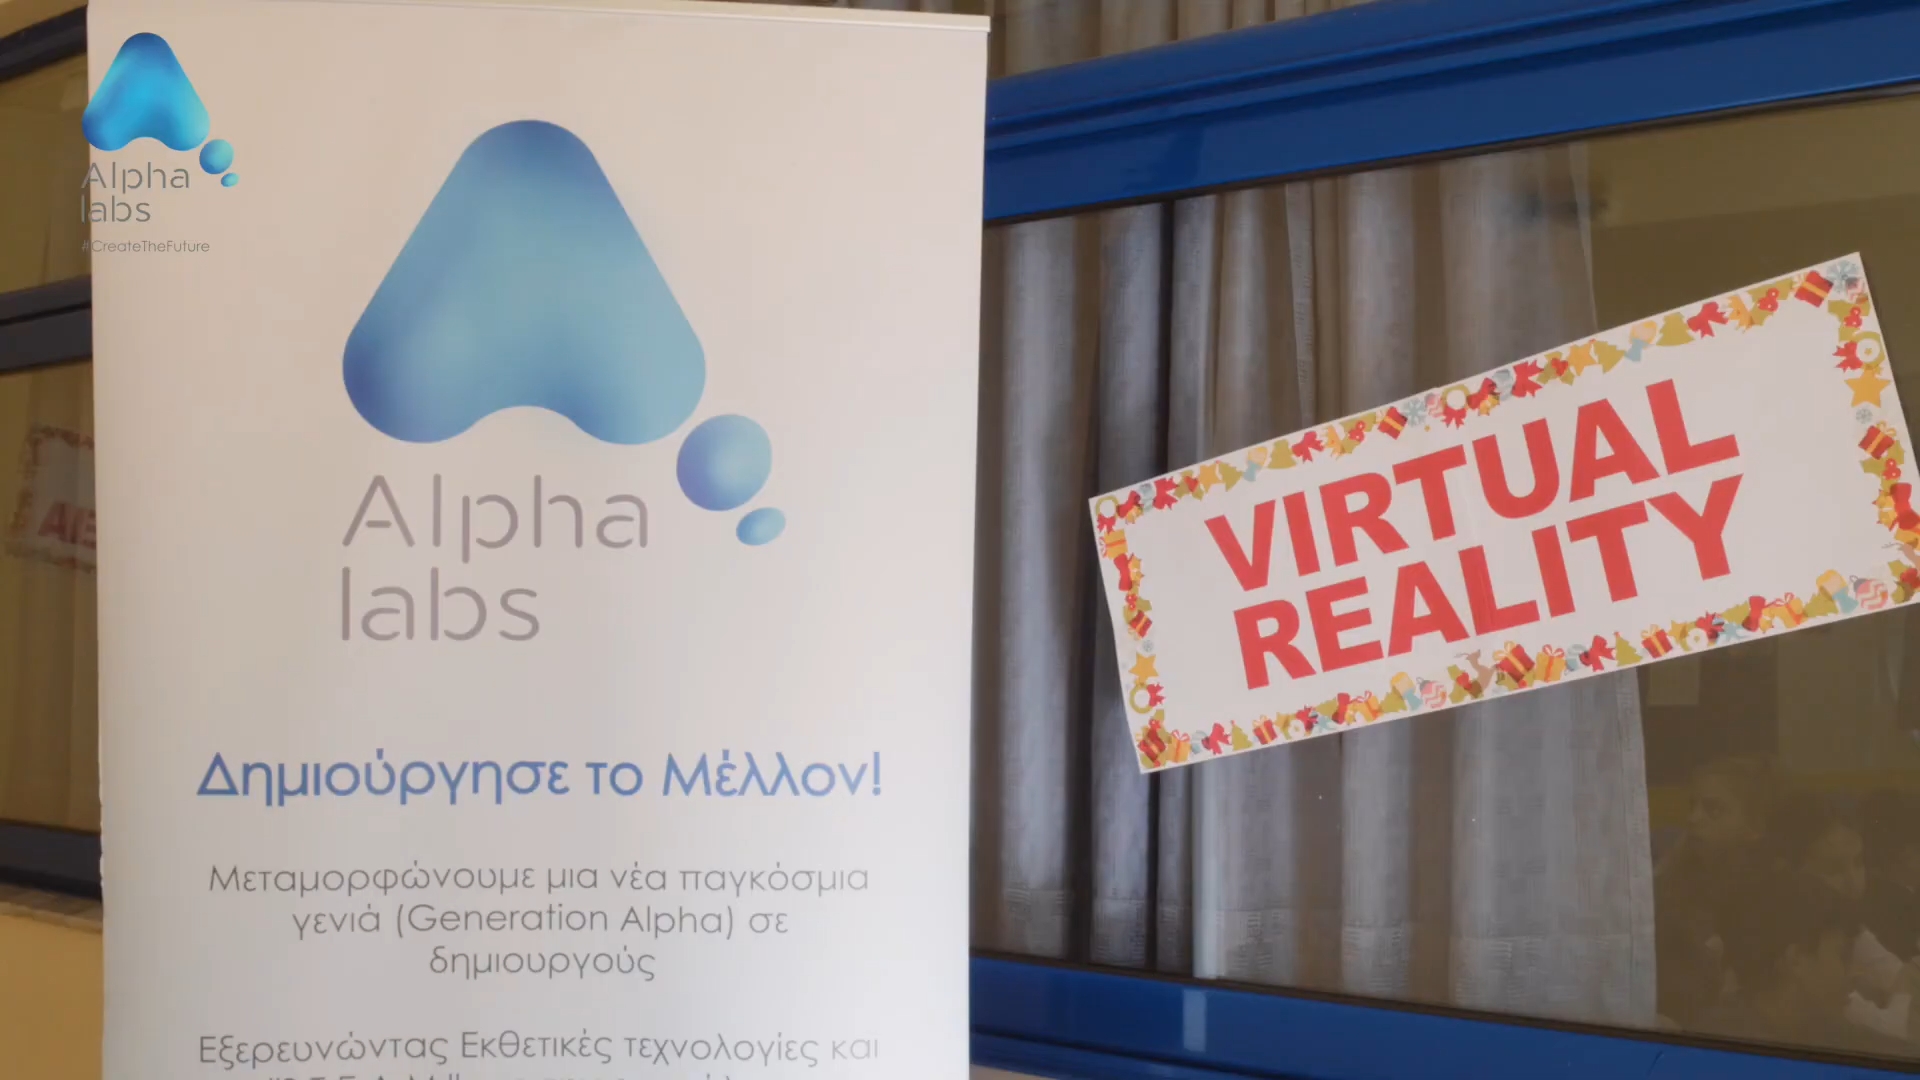 Alpha
labs
#CreateTheFuture
Alpha
labs
Δημιούργησε το Μέλλον!
Μεταμορφώνουμε μια νέα παγκόσμια
γενιά (Generation Alpha) σε
δημιουργούς
Εξερευνώντας Εκθετικές τεχνολογίες και
VIRTUAL
REALITY